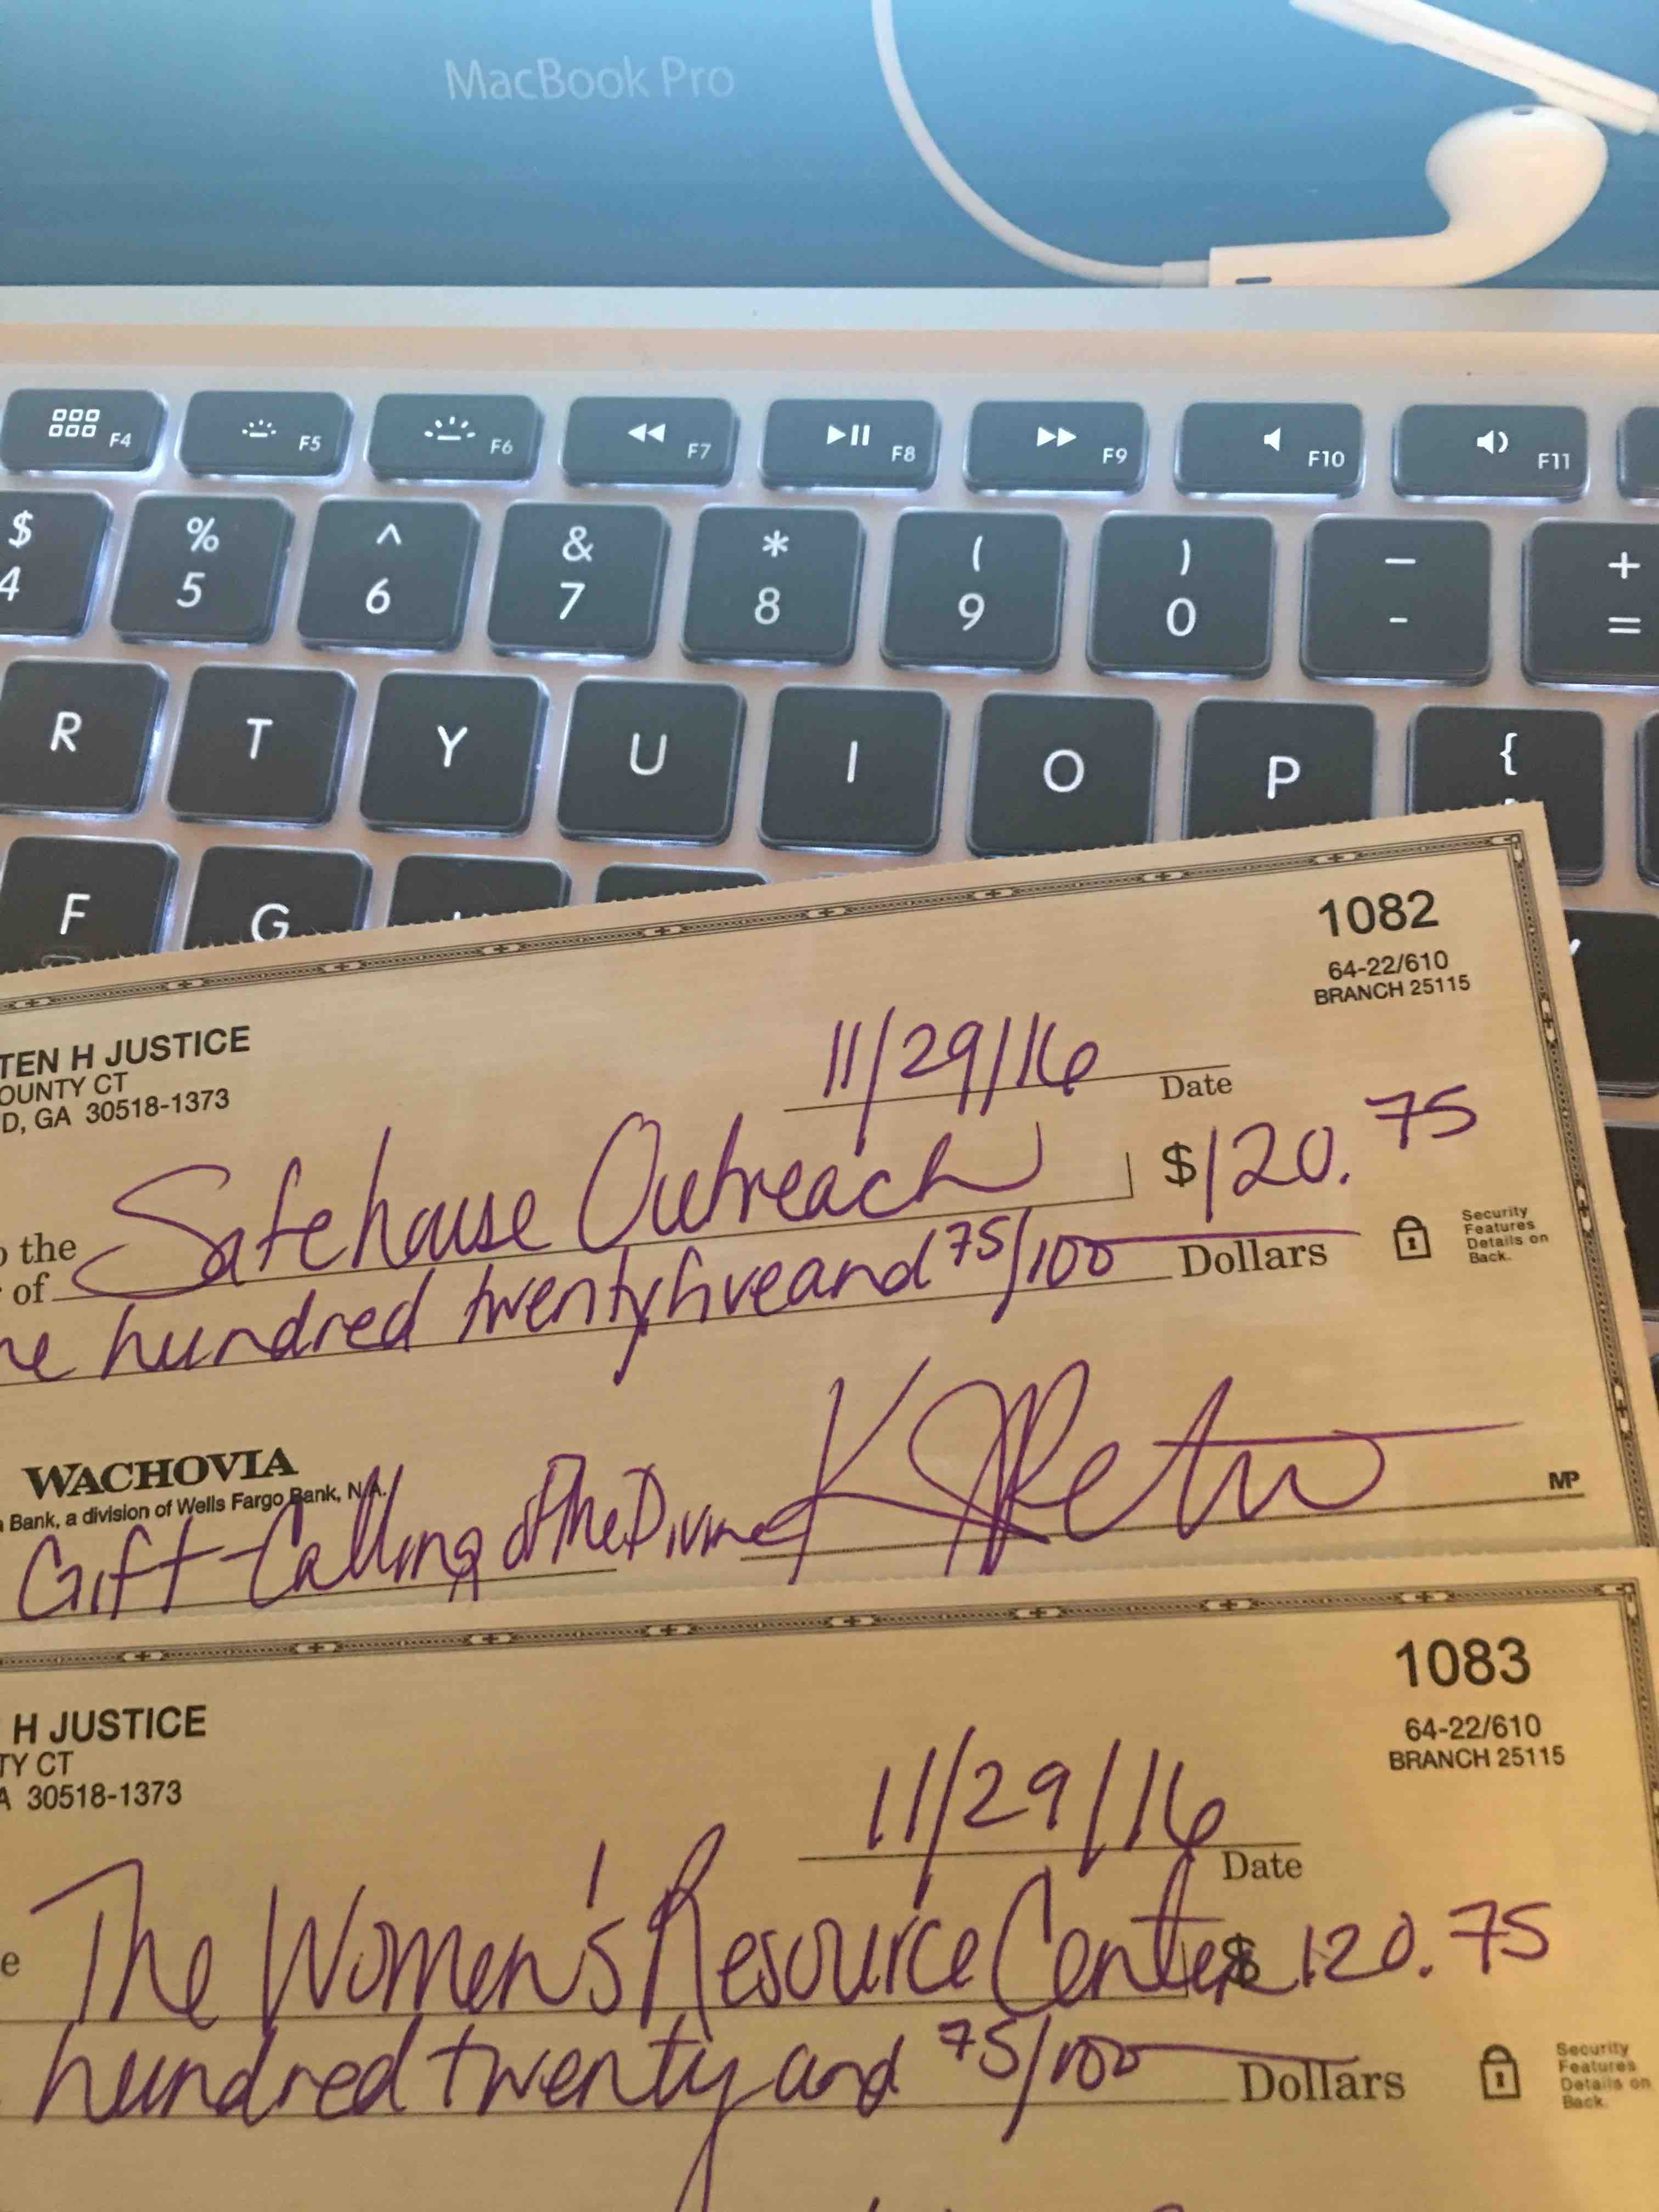 MacBook Pro
F4 F5 F6 F7 F8 F9 F10 F11
$ % ^ & * ( ) — +
4 5 6 7 8 9 0 - =
R T Y U I O P {
F G
1082
64-22/610
BRANCH 25115
TEN H JUSTICE
OUNTY CT
D, GA 30518-1373
11/29/16
Date
o the
of
Safehouse Outreach $120.75
ne hundred twentyfive and 75/100 Dollars
Security
Features
Details on
Back.
WACHOVIA
Bank, a division of Wells Fargo Bank, N.A.
Gift-Calling of the Divine
MP
1083
64-22/610
BRANCH 25115
H JUSTICE
TY CT
A 30518-1373
11/29/16
Date
e The Women's Resource Center $120.75
hundred twenty and 75/100 Dollars
Security
Features
Details on
Back.